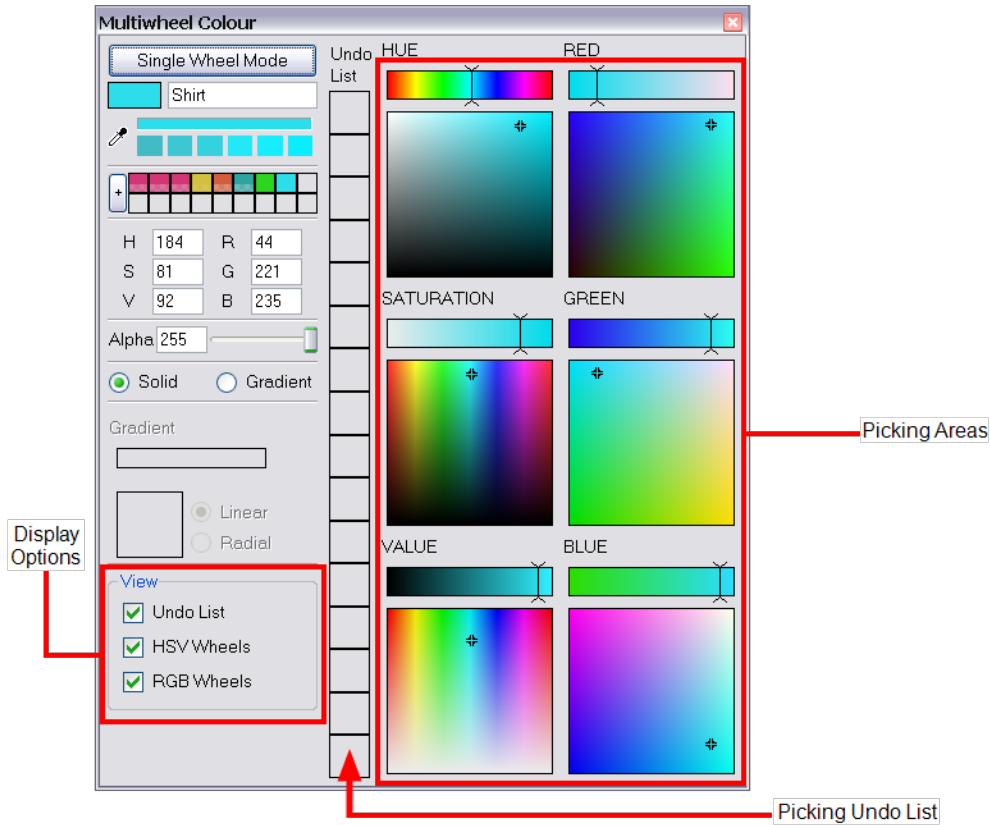 Multiwheel Colour
Single Wheel Mode
Shirt
+
H 184 R 44
S 81 G 221
V 92 B 235
Alpha 255
Solid Gradient
Gradient
Linear
Radial
View
Undo List
HSV Wheels
RGB Wheels
Undo
List
HUE
RED
SATURATION
GREEN
VALUE
BLUE
Display
Options
Picking Areas
Picking Undo List